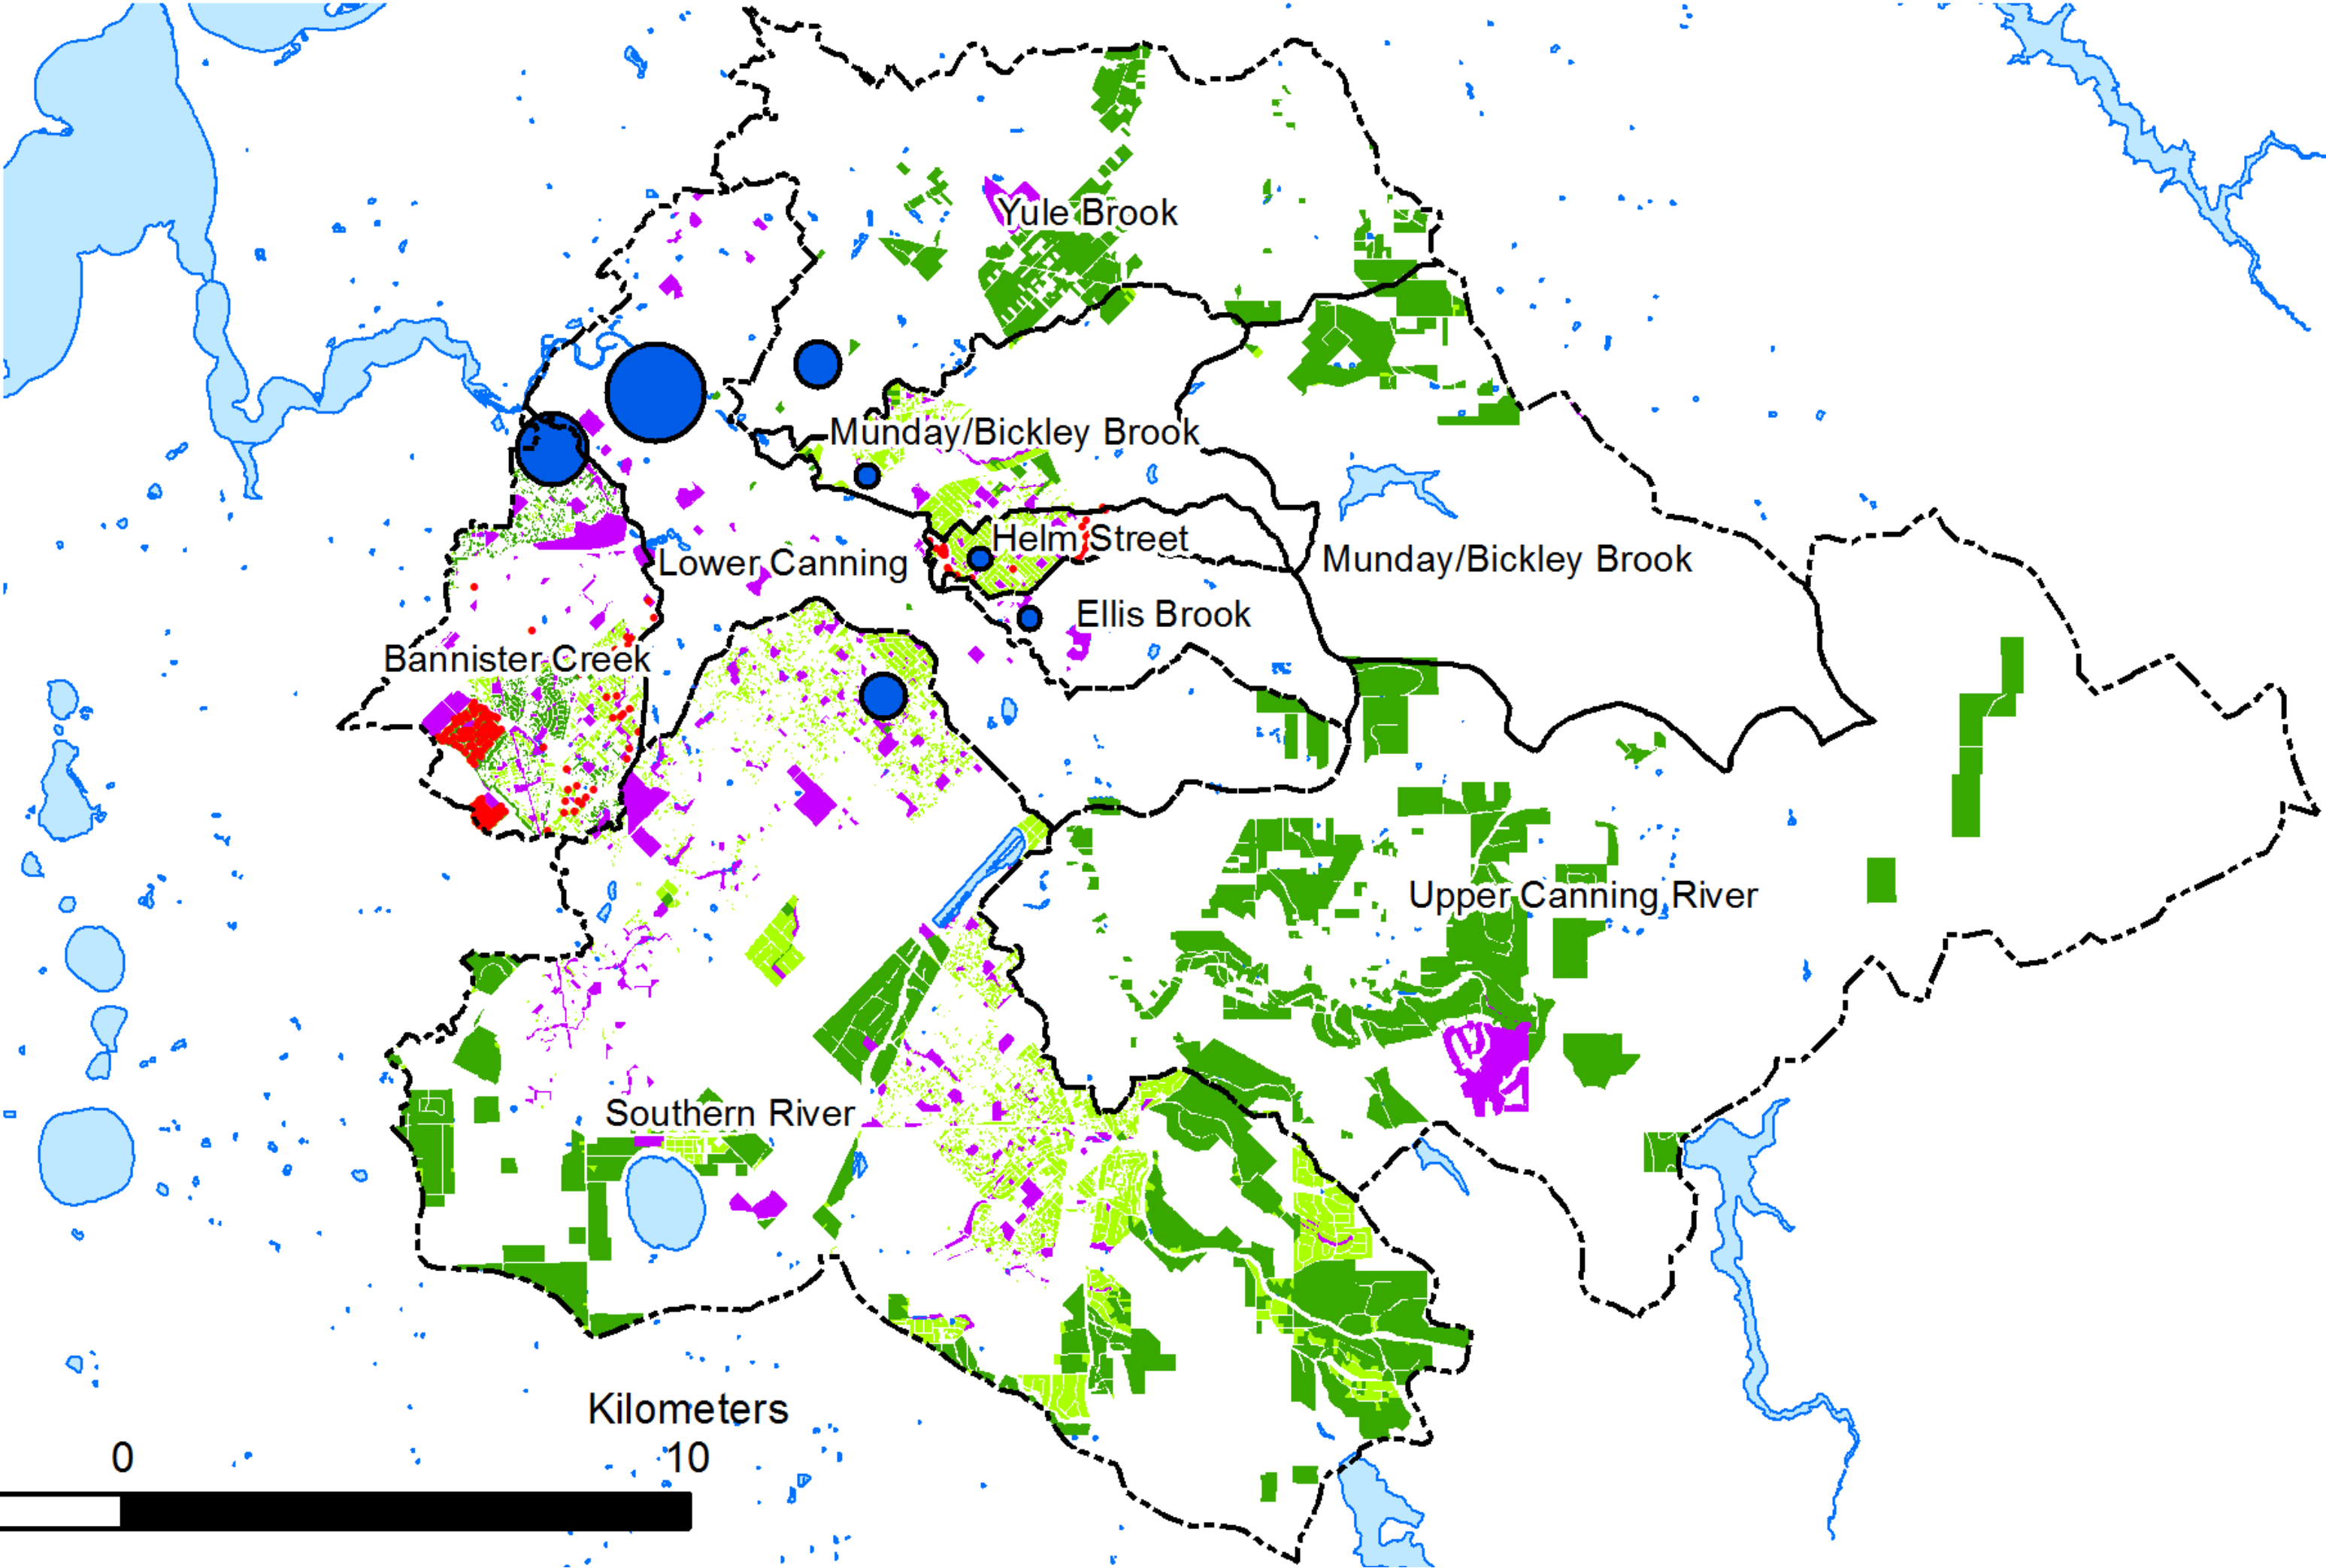 Yule Brook
Munday/Bickley Brook
Helm Street
Lower Canning
Munday/Bickley Brook
Ellis Brook
Bannister Creek
Upper Canning River
Southern River
Kilometers
0 10